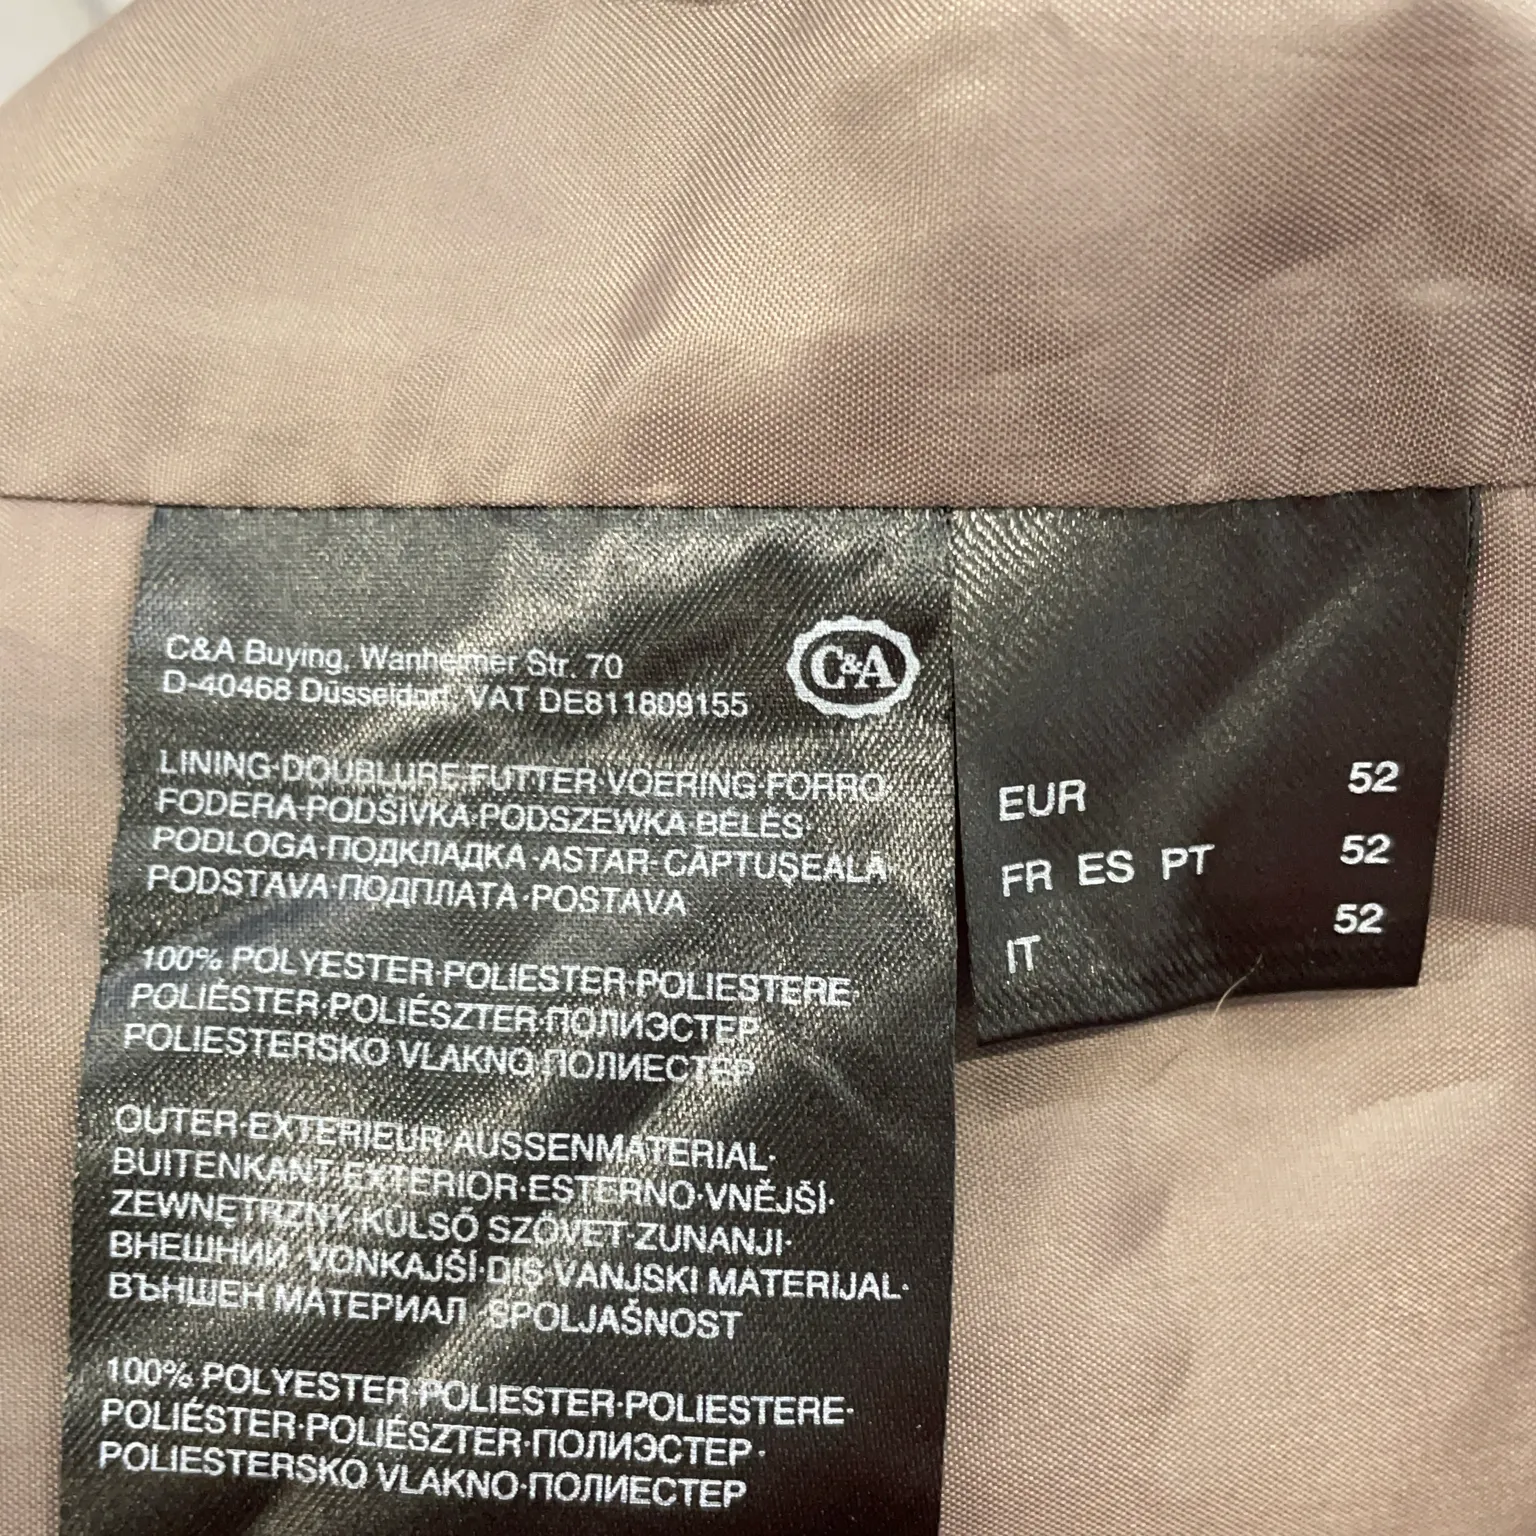 C&A Buying, Wanheimer Str. 70
D-40468 Düsseldorf, VAT DE811809155
C&A
LINING·DOUBLURE·FUTTER·VOERING·FORRO
FODERA·PODŠÍVKA·PODSZEWKA·BÉLÉS·
PODLOGA·ПОДКЛАДКА·ASTAR·CĂPTUȘEALĂ
PODSTAVA·ПОДПЛАТА·POSTAVA
100% POLYESTER·POLIESTER·POLIESTERE·
POLIÉSTER·POLIÉSZTER·ПОЛИЭСТЕР
POLIESTERSKO VLAKNO·ПОЛИЕСТЕР
OUTER·EXTERIEUR·AUSSENMATERIAL·
BUITENKANT·EXTERIOR·ESTERNO·VNĚJŠÍ·
ZEWNĘTRZNY·KÜLSŐ SZÖVET·ZUNANJI·
ВНЕШНИЙ·VONKAJŠÍ·DIŞ·VANJSKI MATERIJAL·
ВЪНШЕН МАТЕРИАЛ·SPOLJAŠNOST
100% POLYESTER·POLIESTER·POLIESTERE·
POLIÉSTER·POLIÉSZTER·ПОЛИЭСТЕР·
POLIESTERSKO VLAKNO·ПОЛИЕСТЕР
EUR 52
FR ES PT 52
IT 52